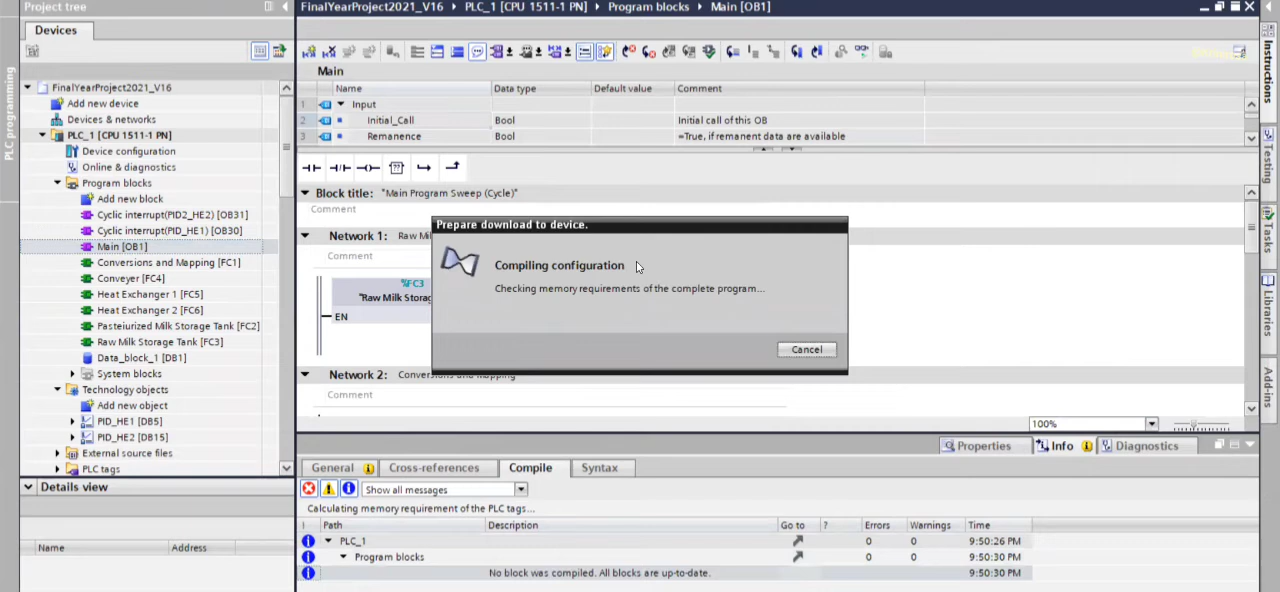 Project tree
FinalYearProject2021_V16 ▸ PLC_1 [CPU 1511-1 PN] ▸ Program blocks ▸ Main [OB1]
Devices
PLC programming
FinalYearProject2021_V16
Add new device
Devices & networks
PLC_1 [CPU 1511-1 PN]
Device configuration
Online & diagnostics
Program blocks
Add new block
Cyclic interrupt(PID2_HE2) [OB31]
Cyclic interrupt(PID_HE1) [OB30]
Main [OB1]
Conversions and Mapping [FC1]
Conveyer [FC4]
Heat Exchanger 1 [FC5]
Heat Exchanger 2 [FC6]
Pasteiurized Milk Storage Tank [FC2]
Raw Milk Storage Tank [FC3]
Data_block_1 [DB1]
System blocks
Technology objects
Add new object
PID_HE1 [DB5]
PID_HE2 [DB15]
External source files
PLC tags
Details view
Name Address
Main
Name Data type Default value Comment
1 Input
2 Initial_Call Bool Initial call of this OB
3 Remanence Bool =True, if remanent data are available
Block title: "Main Program Sweep (Cycle)"
Comment
Network 1: Raw Mil
Comment
%FC3
"Raw Milk Storag
EN
Prepare download to device.
Compiling configuration
Checking memory requirements of the complete program...
Cancel
Network 2: Conversions and Mapping
Comment
100%
Properties Info Diagnostics
General Cross-references Compile Syntax
Show all messages
Calculating memory requirement of the PLC tags...
! Path Description Go to ? Errors Warnings Time
PLC_1 0 0 9:50:26 PM
Program blocks 0 0 9:50:30 PM
No block was compiled. All blocks are up-to-date. 9:50:30 PM
Instructions
Testing
Tasks
Libraries
Add-ins